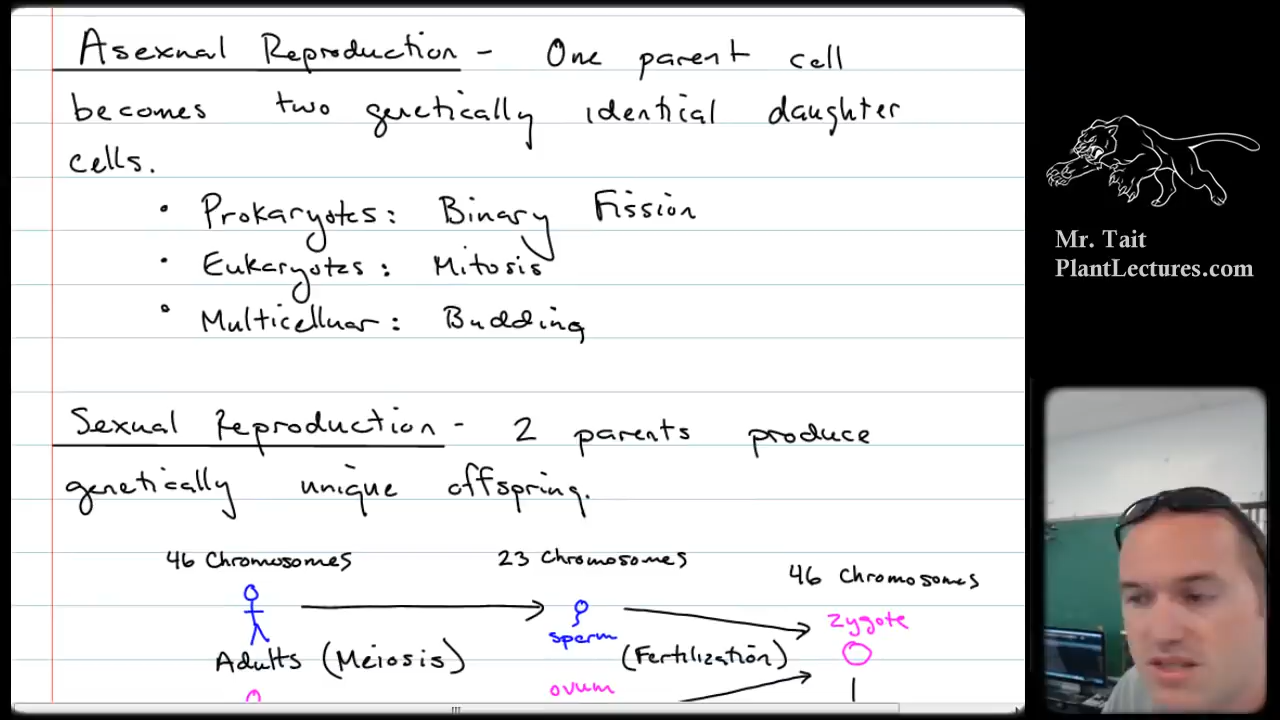 Asexual Reproduction - One parent cell
becomes two genetically identical daughter
cells.
• Prokaryotes: Binary Fission
• Eukaryotes: Mitosis
• Multicelluar: Budding
Sexual Reproduction - 2 parents produce
genetically unique offspring.
46 Chromosomes
23 Chromosomes
46 Chromosomes
zygote
sperm
Adults (Meiosis)
(Fertilization)
ovum
Mr. Tait
PlantLectures.com